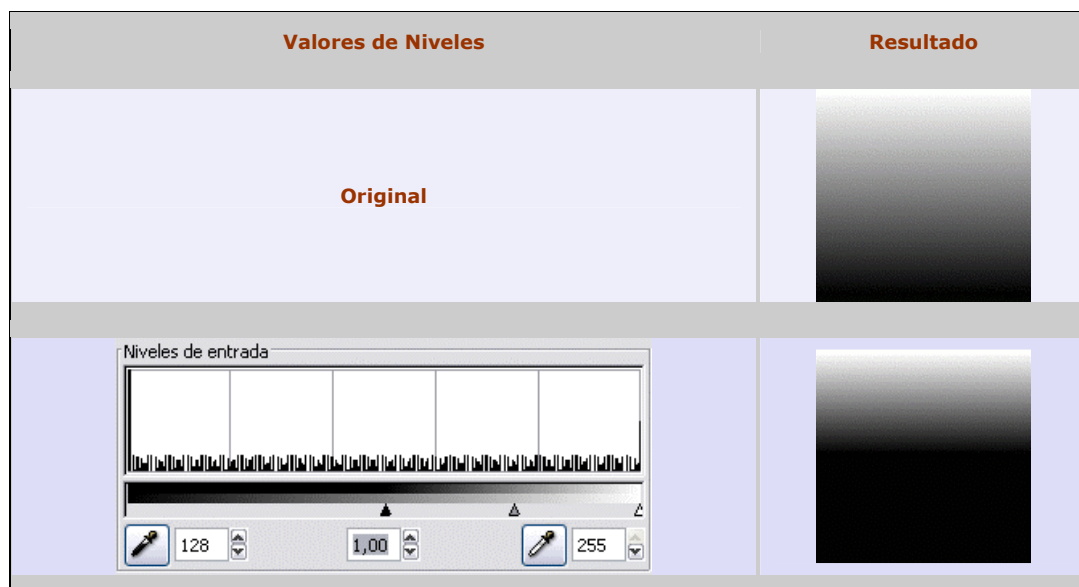 Valores de Niveles
Resultado
Original
Niveles de entrada
128
1,00
255